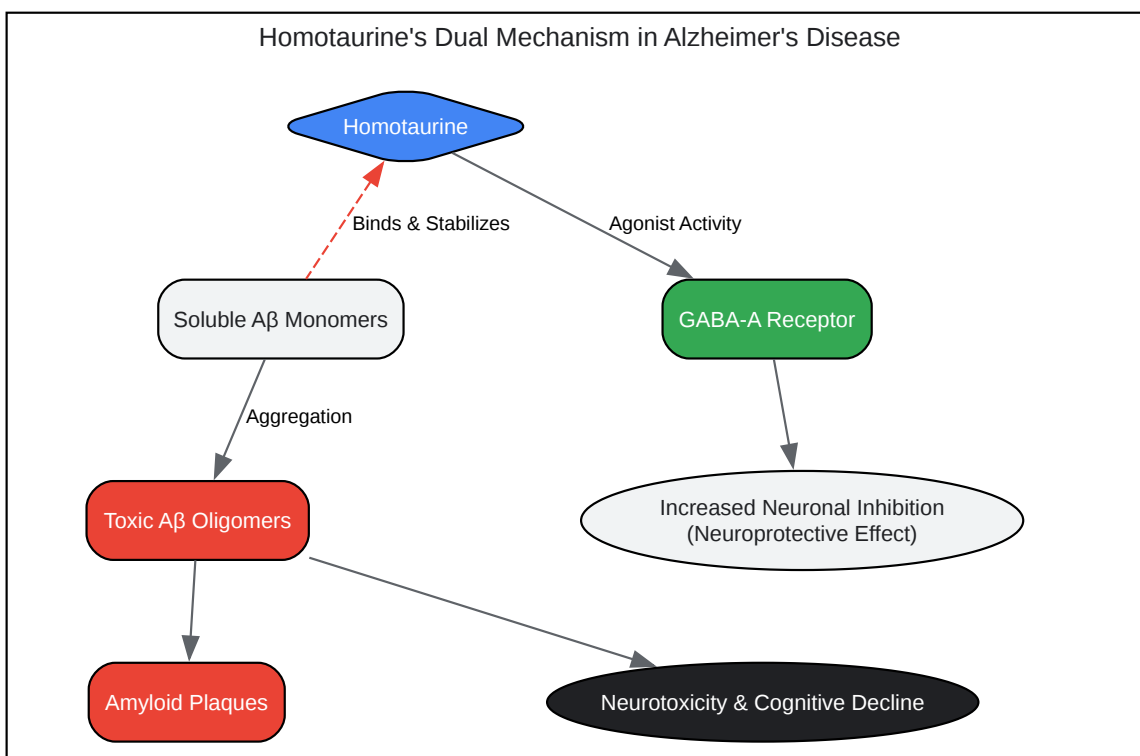 Homotaurine's Dual Mechanism in Alzheimer's Disease
Homotaurine
Binds & Stabilizes
Agonist Activity
Soluble Aβ Monomers
GABA-A Receptor
Aggregation
Toxic Aβ Oligomers
Increased Neuronal Inhibition
(Neuroprotective Effect)
Amyloid Plaques
Neurotoxicity & Cognitive Decline